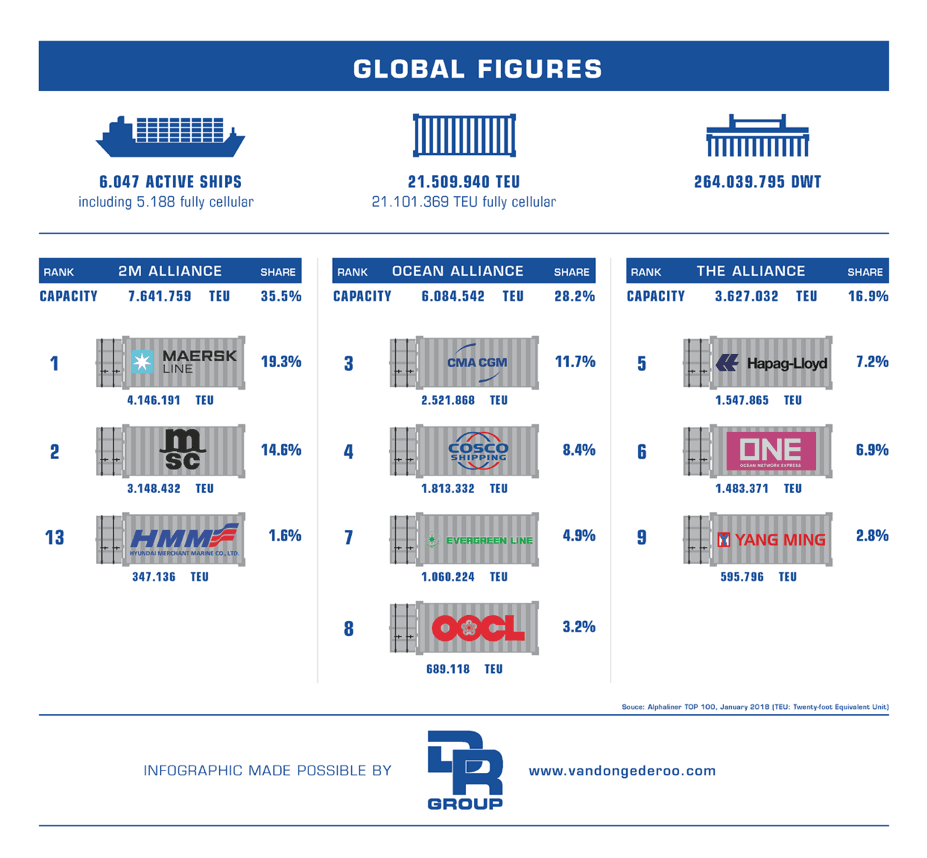 GLOBAL FIGURES
6.047 ACTIVE SHIPS
including 5.188 fully cellular
21.509.940 TEU
21.101.369 TEU fully cellular
264.039.795 DWT
RANK 2M ALLIANCE SHARE
CAPACITY 7.641.759 TEU 35.5%
1 MAERSK LINE 19.3%
4.146.191 TEU
2 msc 14.6%
3.148.432 TEU
13 HMM 1.6%
HYUNDAI MERCHANT MARINE CO., LTD.
347.136 TEU
RANK OCEAN ALLIANCE SHARE
CAPACITY 6.084.542 TEU 28.2%
3 CMA CGM 11.7%
2.521.868 TEU
4 COSCO SHIPPING 8.4%
1.813.332 TEU
7 EVERGREEN LINE 4.9%
1.060.224 TEU
8 OOCL 3.2%
689.118 TEU
RANK THE ALLIANCE SHARE
CAPACITY 3.627.032 TEU 16.9%
5 Hapag-Lloyd 7.2%
1.547.865 TEU
6 ONE 6.9%
OCEAN NETWORK EXPRESS
1.483.371 TEU
9 YANG MING 2.8%
595.796 TEU
Souce: Alphaliner TOP 100, January 2018 (TEU: Twenty-foot Equivalent Unit)
INFOGRAPHIC MADE POSSIBLE BY
DR
GROUP
www.vandongederoo.com